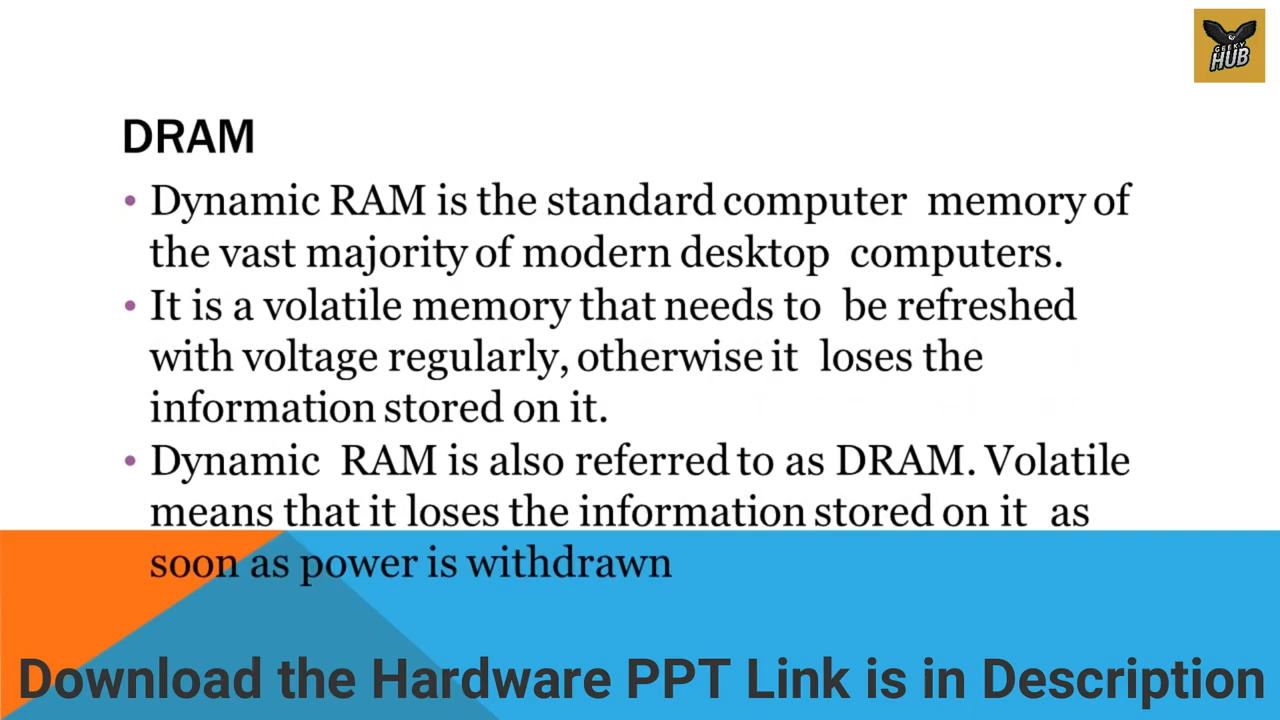 GEEKY
HUB
DRAM
• Dynamic RAM is the standard computer memory of
the vast majority of modern desktop computers.
• It is a volatile memory that needs to be refreshed
with voltage regularly, otherwise it loses the
information stored on it.
• Dynamic RAM is also referred to as DRAM. Volatile
means that it loses the information stored on it as
soon as power is withdrawn
Download the Hardware PPT Link is in Description